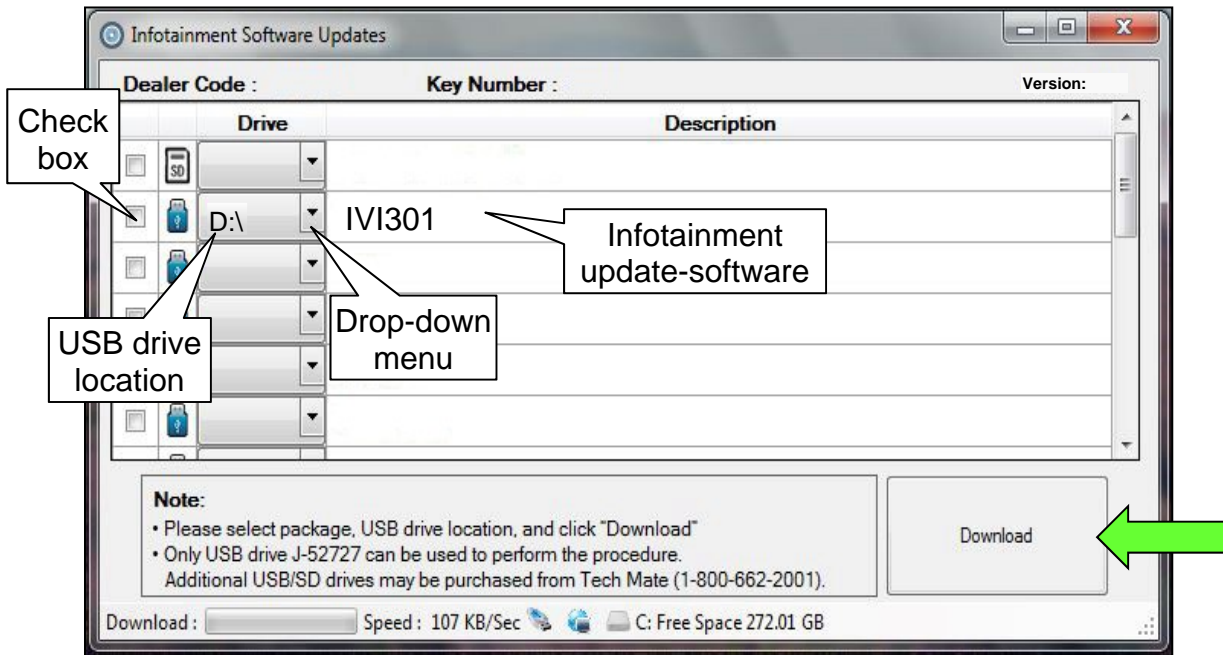 Infotainment Software Updates
Dealer Code :
Key Number :
Version:
Check
box
Drive
Description
SD
D:\
IVI301
Infotainment
update-software
USB drive
location
Drop-down
menu
Note:
• Please select package, USB drive location, and click "Download"
• Only USB drive J-52727 can be used to perform the procedure.
Additional USB/SD drives may be purchased from Tech Mate (1-800-662-2001).
Download
Download : Speed : 107 KB/Sec C: Free Space 272.01 GB